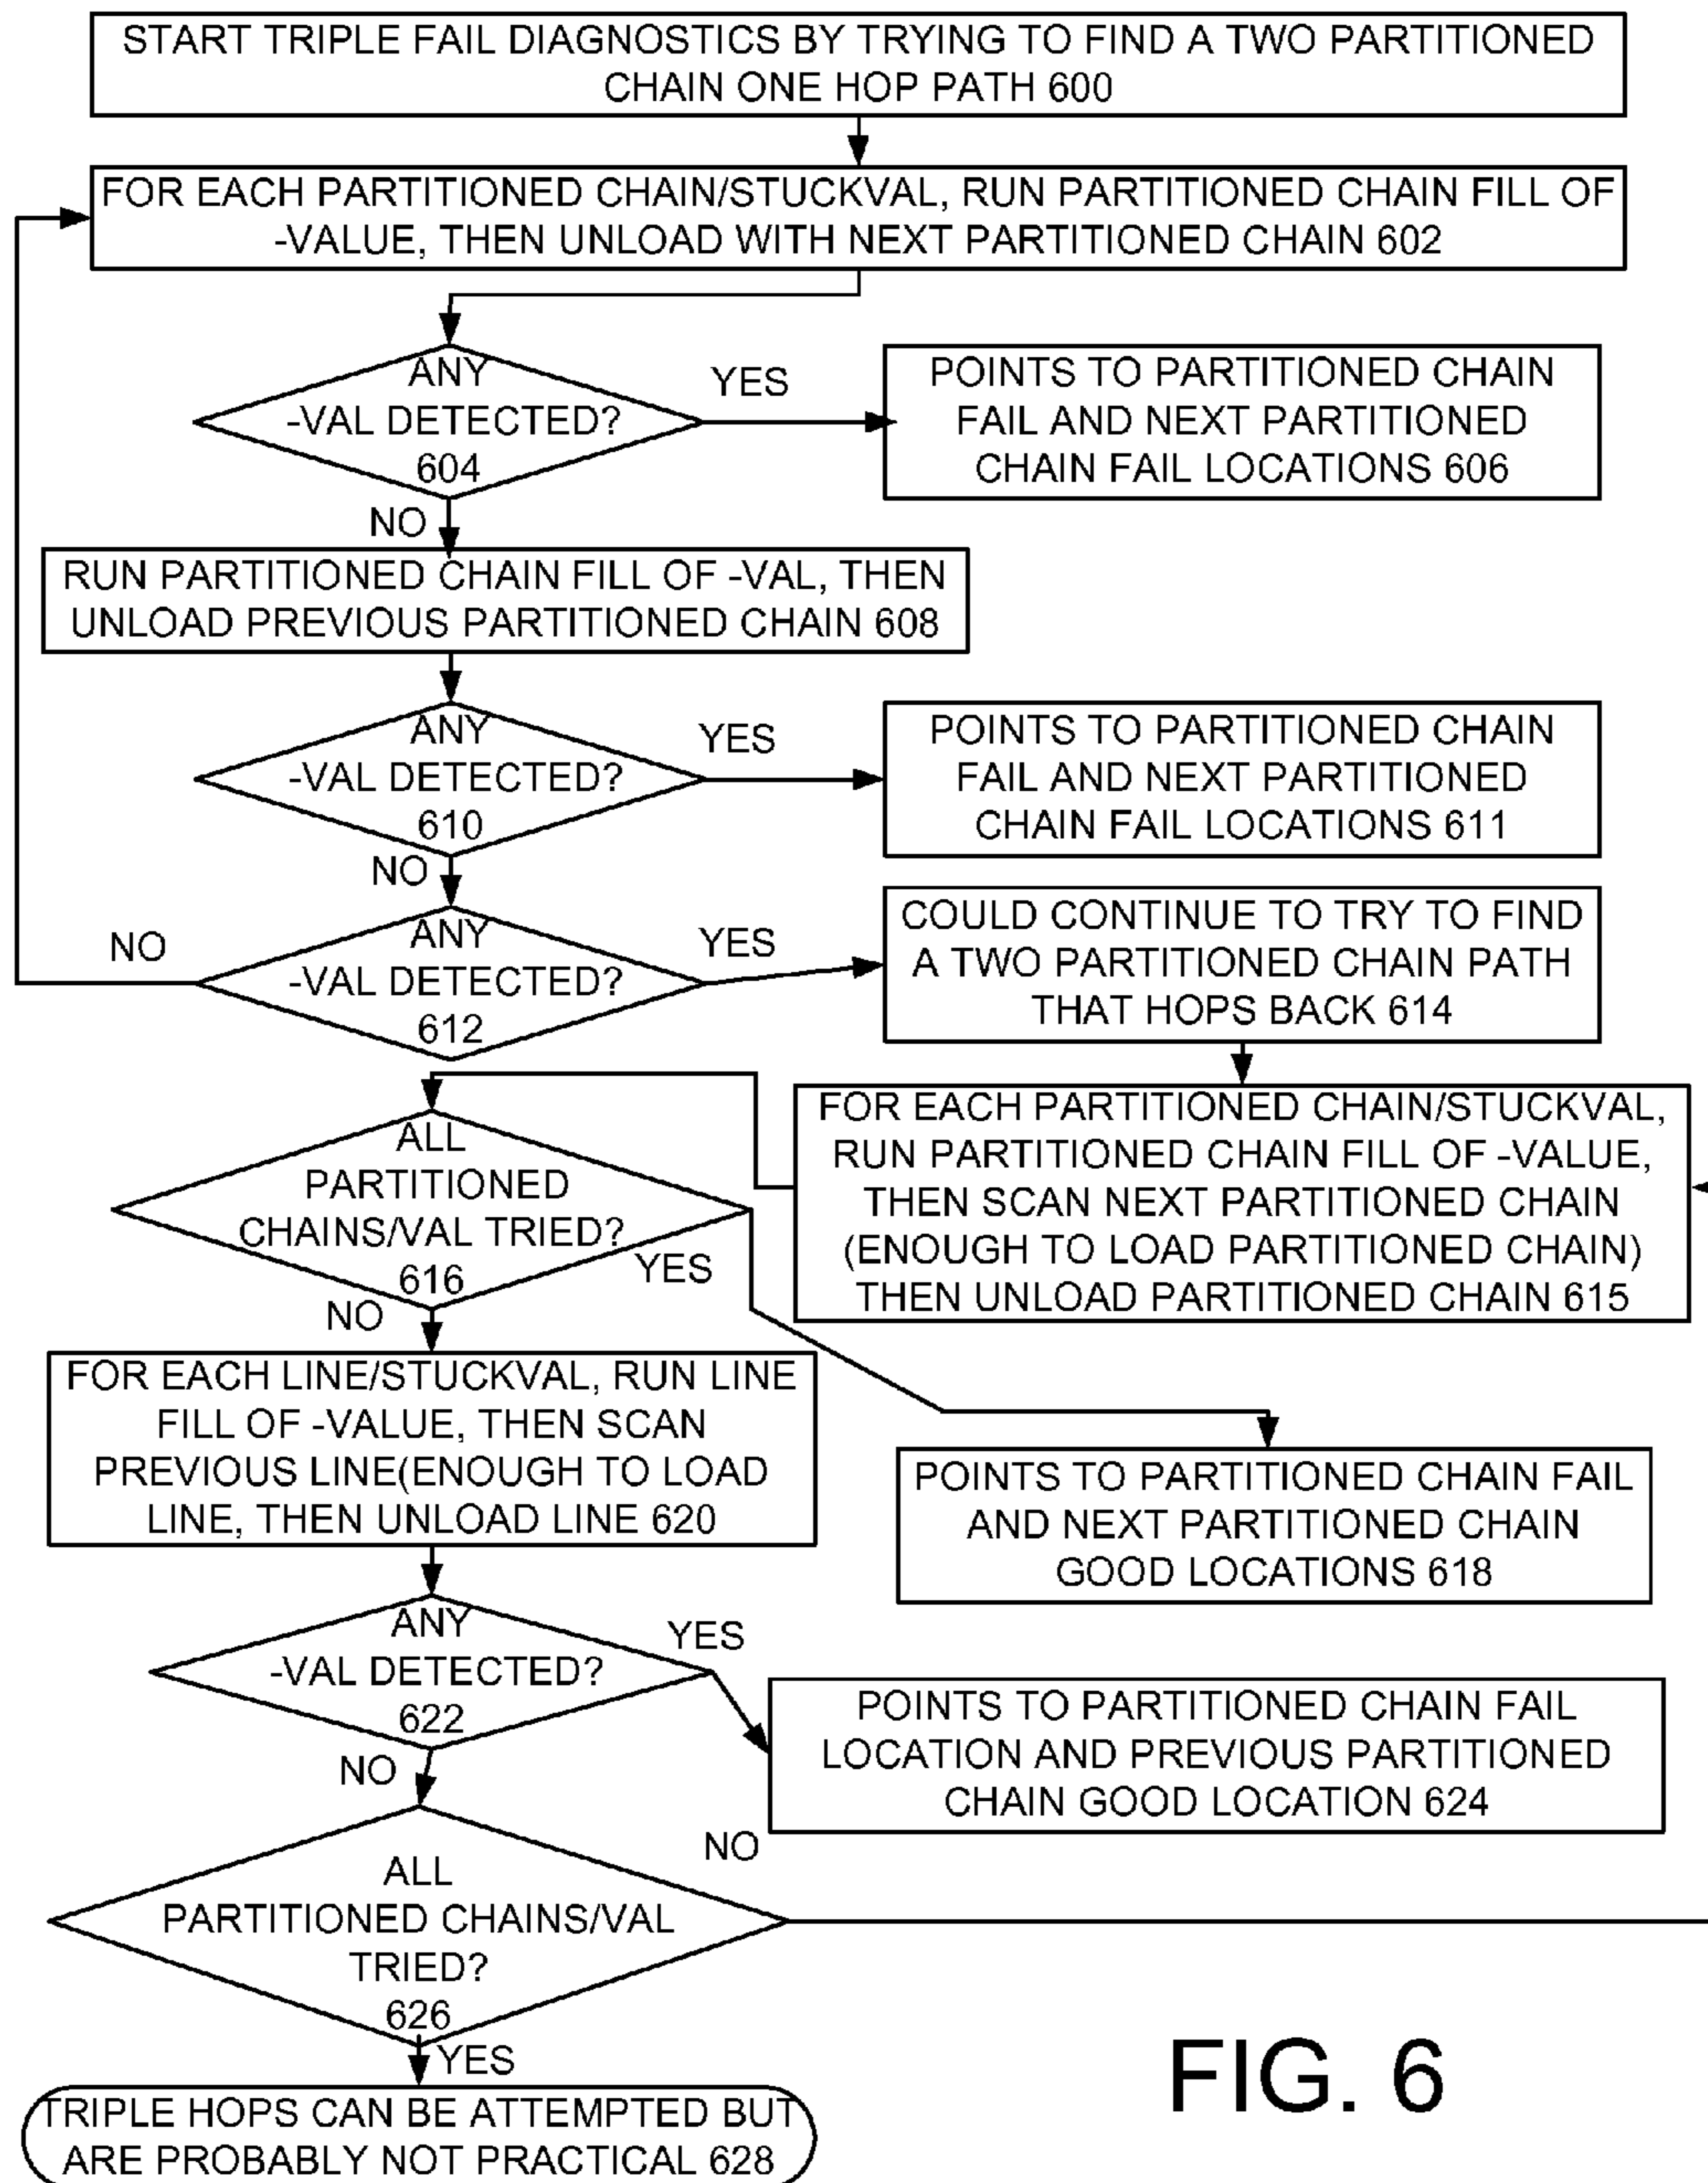 START TRIPLE FAIL DIAGNOSTICS BY TRYING TO FIND A TWO PARTITIONED
CHAIN ONE HOP PATH 600
FOR EACH PARTITIONED CHAIN/STUCKVAL, RUN PARTITIONED CHAIN FILL OF
-VALUE, THEN UNLOAD WITH NEXT PARTITIONED CHAIN 602
ANY
-VAL DETECTED?
604
YES
POINTS TO PARTITIONED CHAIN
FAIL AND NEXT PARTITIONED
CHAIN FAIL LOCATIONS 606
NO
RUN PARTITIONED CHAIN FILL OF -VAL, THEN
UNLOAD PREVIOUS PARTITIONED CHAIN 608
ANY
-VAL DETECTED?
610
YES
POINTS TO PARTITIONED CHAIN
FAIL AND NEXT PARTITIONED
CHAIN FAIL LOCATIONS 611
NO
ANY
-VAL DETECTED?
612
NO
YES
COULD CONTINUE TO TRY TO FIND
A TWO PARTITIONED CHAIN PATH
THAT HOPS BACK 614
FOR EACH PARTITIONED CHAIN/STUCKVAL,
RUN PARTITIONED CHAIN FILL OF -VALUE,
THEN SCAN NEXT PARTITIONED CHAIN
(ENOUGH TO LOAD PARTITIONED CHAIN)
THEN UNLOAD PARTITIONED CHAIN 615
ALL
PARTITIONED
CHAINS/VAL TRIED?
616
YES
NO
FOR EACH LINE/STUCKVAL, RUN LINE
FILL OF -VALUE, THEN SCAN
PREVIOUS LINE(ENOUGH TO LOAD
LINE, THEN UNLOAD LINE 620
POINTS TO PARTITIONED CHAIN FAIL
AND NEXT PARTITIONED CHAIN
GOOD LOCATIONS 618
ANY
-VAL DETECTED?
622
YES
POINTS TO PARTITIONED CHAIN FAIL
LOCATION AND PREVIOUS PARTITIONED
CHAIN GOOD LOCATION 624
NO
ALL
PARTITIONED CHAINS/VAL
TRIED?
626
NO
YES
TRIPLE HOPS CAN BE ATTEMPTED BUT
ARE PROBABLY NOT PRACTICAL 628
FIG. 6